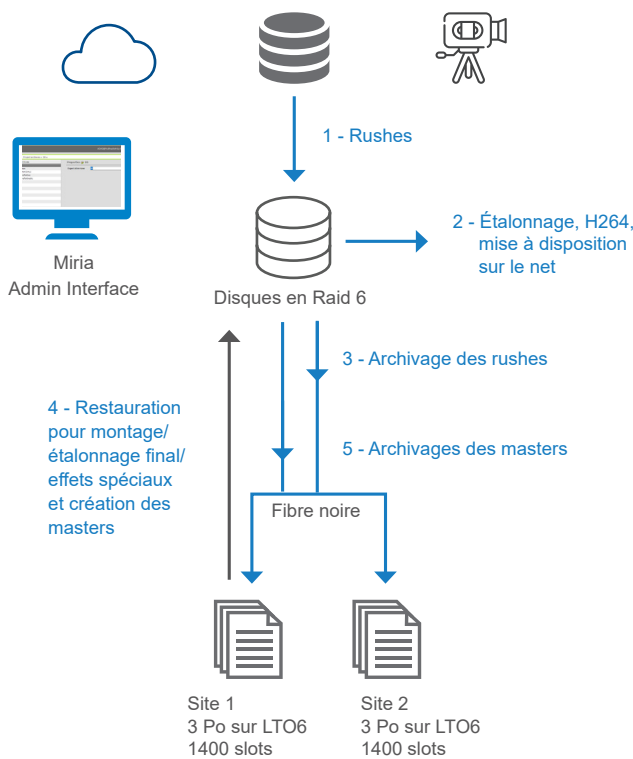 1 - Rushes
Miria
Admin Interface
2 - Étalonnage, H264,
mise à disposition
sur le net
Disques en Raid 6
3 - Archivage des rushes
4 - Restauration
pour montage/
étalonnage final/
effets spéciaux
et création des
masters
5 - Archivages des masters
Fibre noire
Site 1
3 Po sur LTO6
1400 slots
Site 2
3 Po sur LTO6
1400 slots